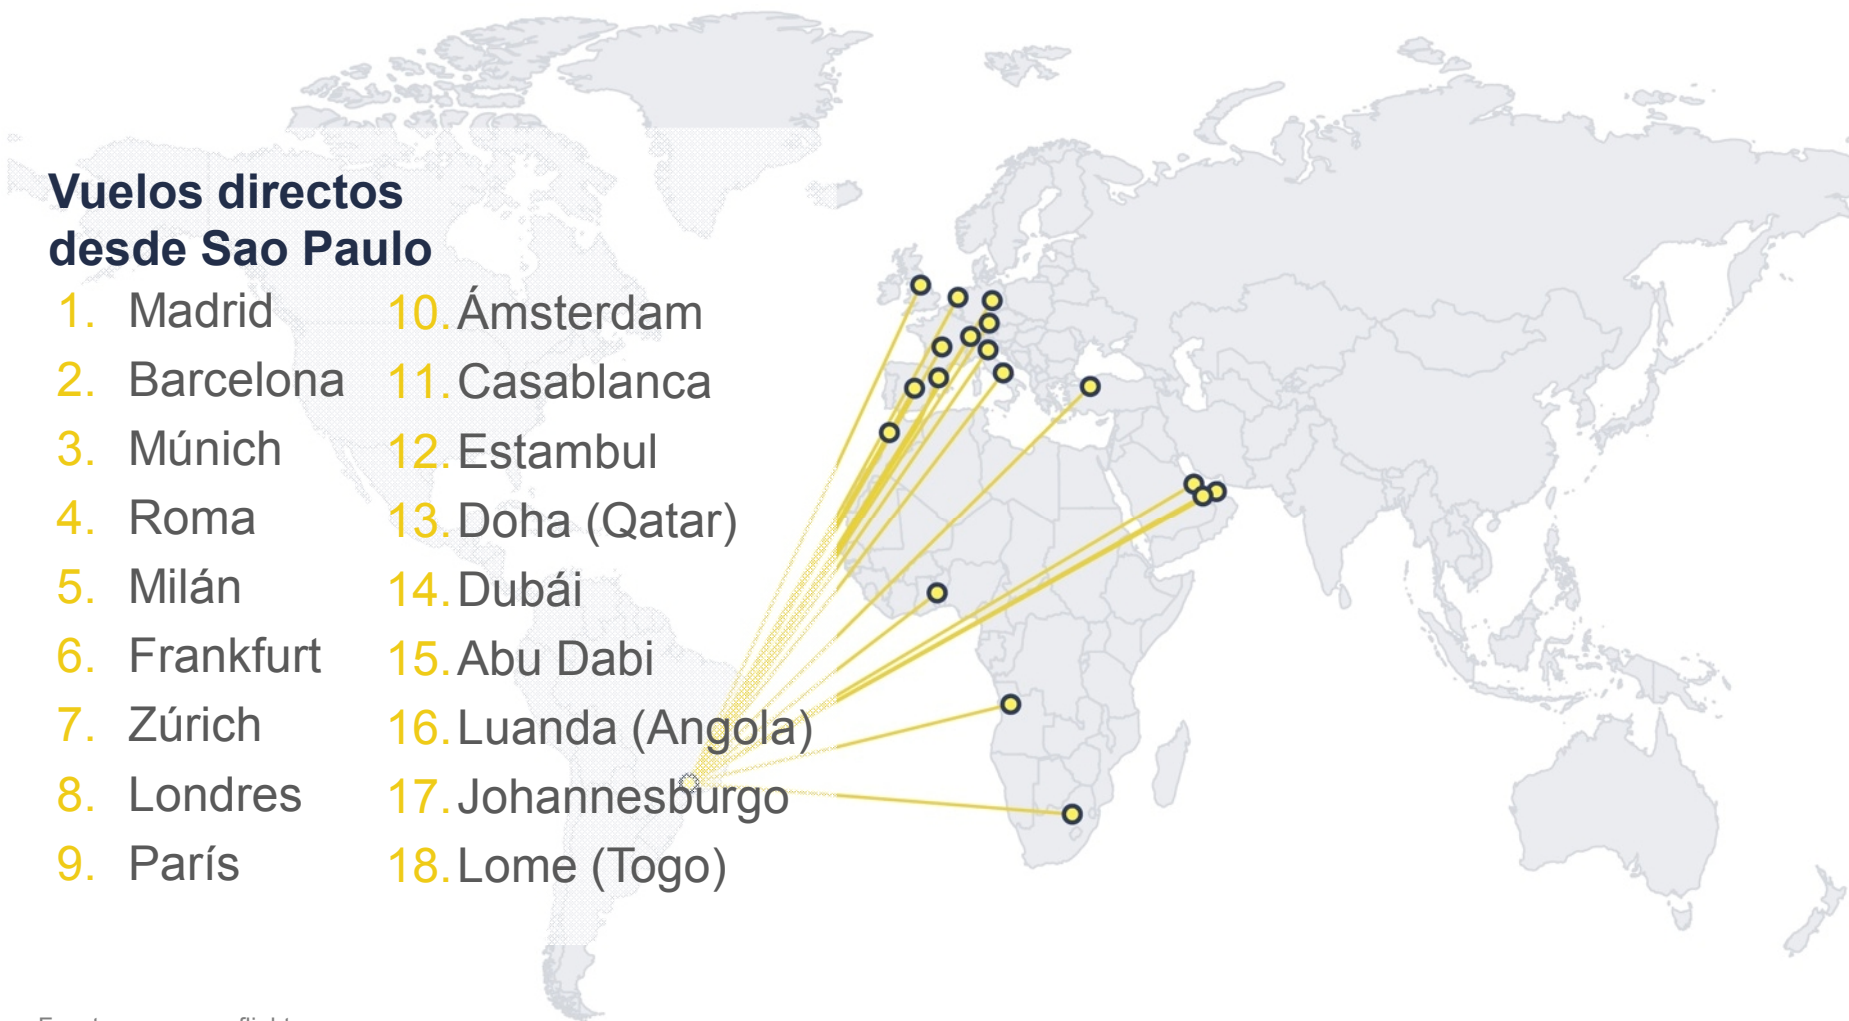 Vuelos directos
desde Sao Paulo
1. Madrid
2. Barcelona
3. Múnich
4. Roma
5. Milán
6. Frankfurt
7. Zúrich
8. Londres
9. París
10. Ámsterdam
11. Casablanca
12. Estambul
13. Doha (Qatar)
14. Dubái
15. Abu Dabi
16. Luanda (Angola)
17. Johannesburgo
18. Lome (Togo)